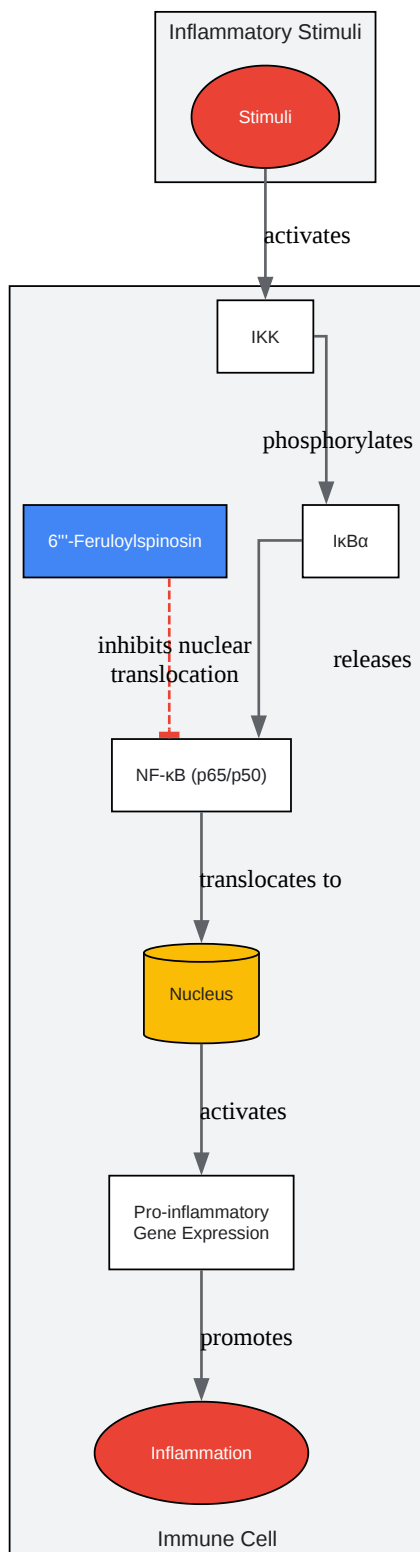 Inflammatory Stimuli
Stimuli
activates
IKK
phosphorylates
6'''-Feruloylspinosin
IκBα
inhibits nuclear
translocation
releases
NF-κB (p65/p50)
translocates to
Nucleus
activates
Pro-inflammatory
Gene Expression
promotes
Inflammation
Immune Cell